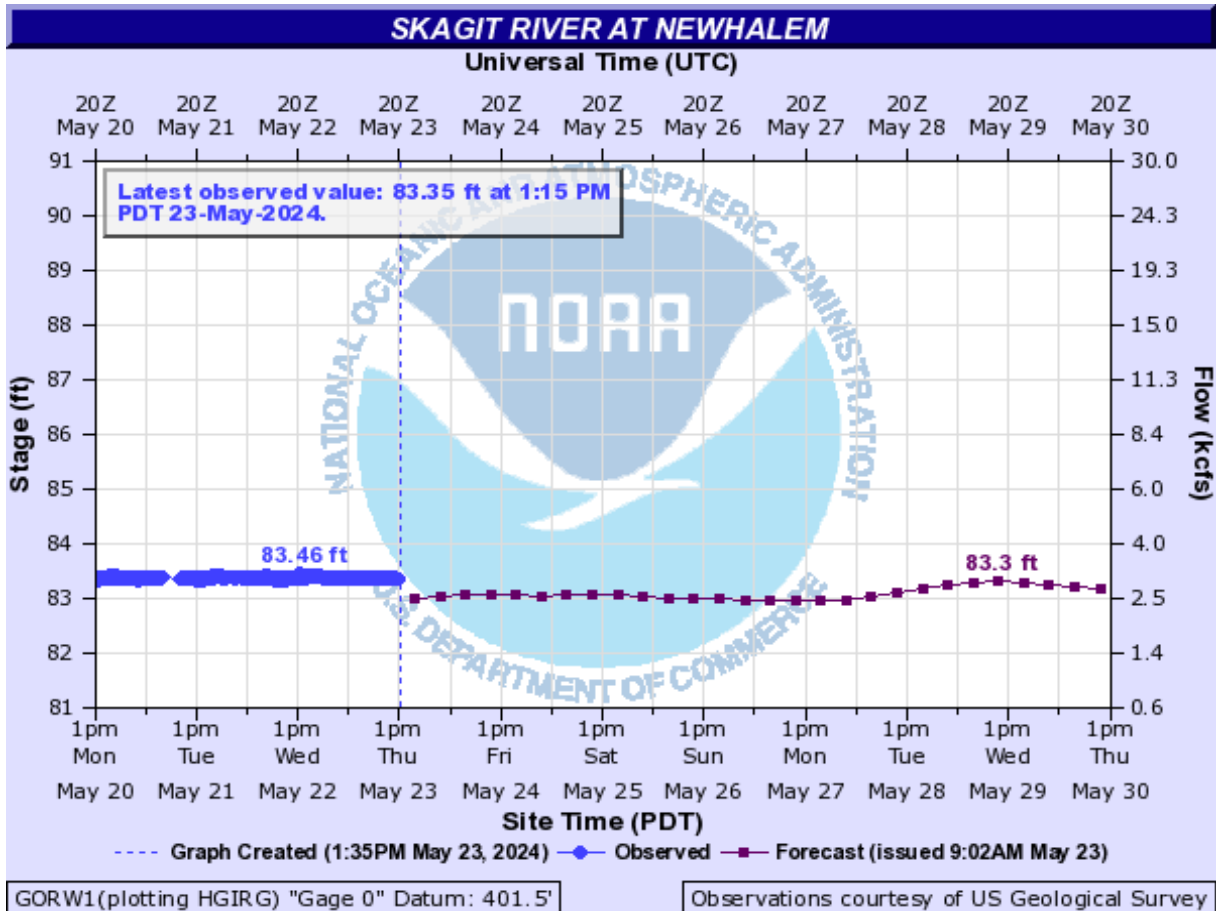 SKAGIT RIVER AT NEWHALEM
Universal Time (UTC)
20Z 20Z 20Z 20Z 20Z 20Z 20Z 20Z 20Z 20Z 20Z
May 20 May 21 May 22 May 23 May 24 May 25 May 26 May 27 May 28 May 29 May 30
Latest observed value: 83.35 ft at 1:15 PM
PDT 23-May-2024.
91 30.0
90 24.3
89 19.3
88 15.0
87 11.3
86 8.4
85 6.0
84 4.0
83 2.5
82 1.4
81 0.6
Stage (ft)
Flow (kcfs)
NATIONAL OCEANIC AND ATMOSPHERIC ADMINISTRATION
NOAA
U.S. DEPARTMENT OF COMMERCE
83.46 ft
83.3 ft
1pm 1pm 1pm 1pm 1pm 1pm 1pm 1pm 1pm 1pm 1pm
Mon Tue Wed Thu Fri Sat Sun Mon Tue Wed Thu
May 20 May 21 May 22 May 23 May 24 May 25 May 26 May 27 May 28 May 29 May 30
Site Time (PDT)
Graph Created (1:35PM May 23, 2024) Observed Forecast (issued 9:02AM May 23)
GORW1(plotting HGIRG) "Gage 0" Datum: 401.5' Observations courtesy of US Geological Survey